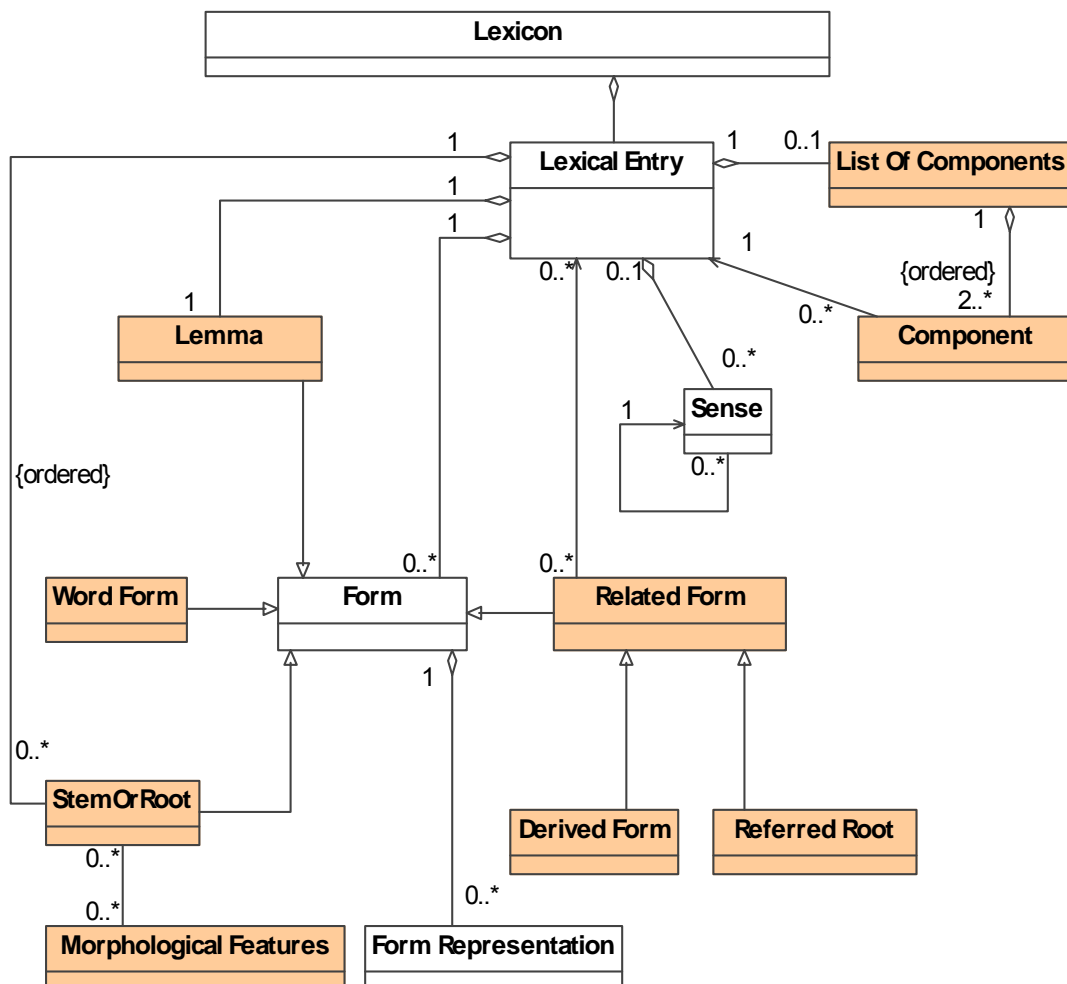 Lexicon
1
Lexical Entry
1
0..1
List Of Components
1
1
1
{ordered}
2..*
1
0..*
0..1
0..*
Component
1
Lemma
0..*
Sense
1
0..*
{ordered}
0..*
0..*
Word Form
Form
Related Form
1
0..*
StemOrRoot
Derived Form
Referred Root
0..*
0..*
0..*
Morphological Features
Form Representation